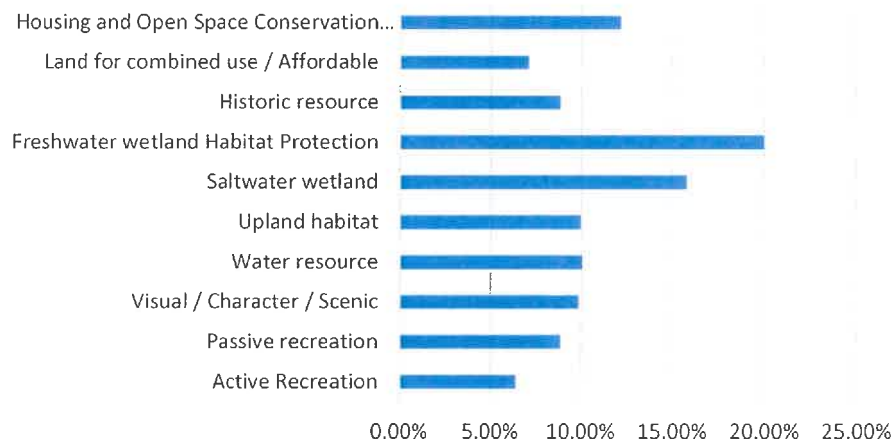 Housing and Open Space Conservation...
Land for combined use / Affordable
Historic resource
Freshwater wetland Habitat Protection
Saltwater wetland
Upland habitat
Water resource
Visual / Character / Scenic
Passive recreation
Active Recreation
0.00% 5.00% 10.00% 15.00% 20.00% 25.00%